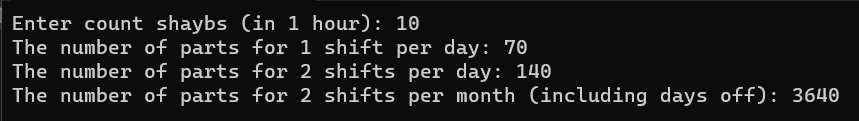 Enter count shaybs (in 1 hour): 10
The number of parts for 1 shift per day: 70
The number of parts for 2 shifts per day: 140
The number of parts for 2 shifts per month (including days off): 3640